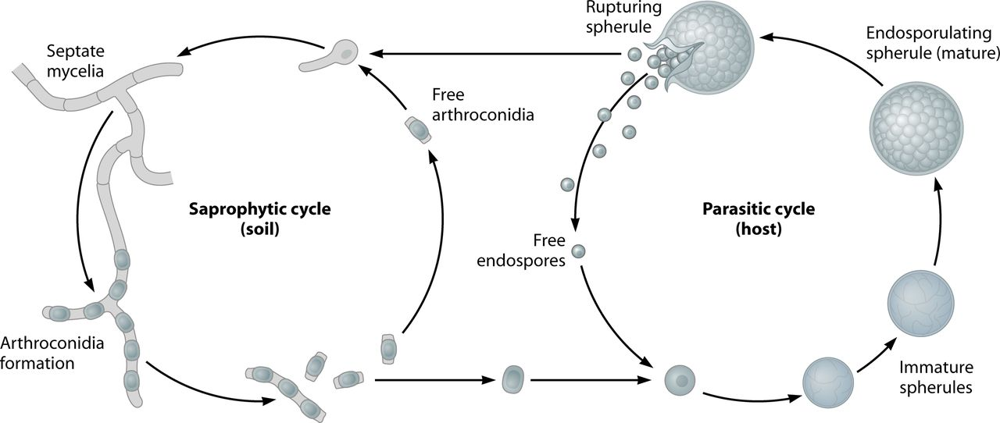 Rupturing
spherule
Endosporulating
spherule (mature)
Septate
mycelia
Free
arthroconidia
Saprophytic cycle
(soil)
Parasitic cycle
(host)
Free
endospores
Arthroconidia
formation
Immature
spherules